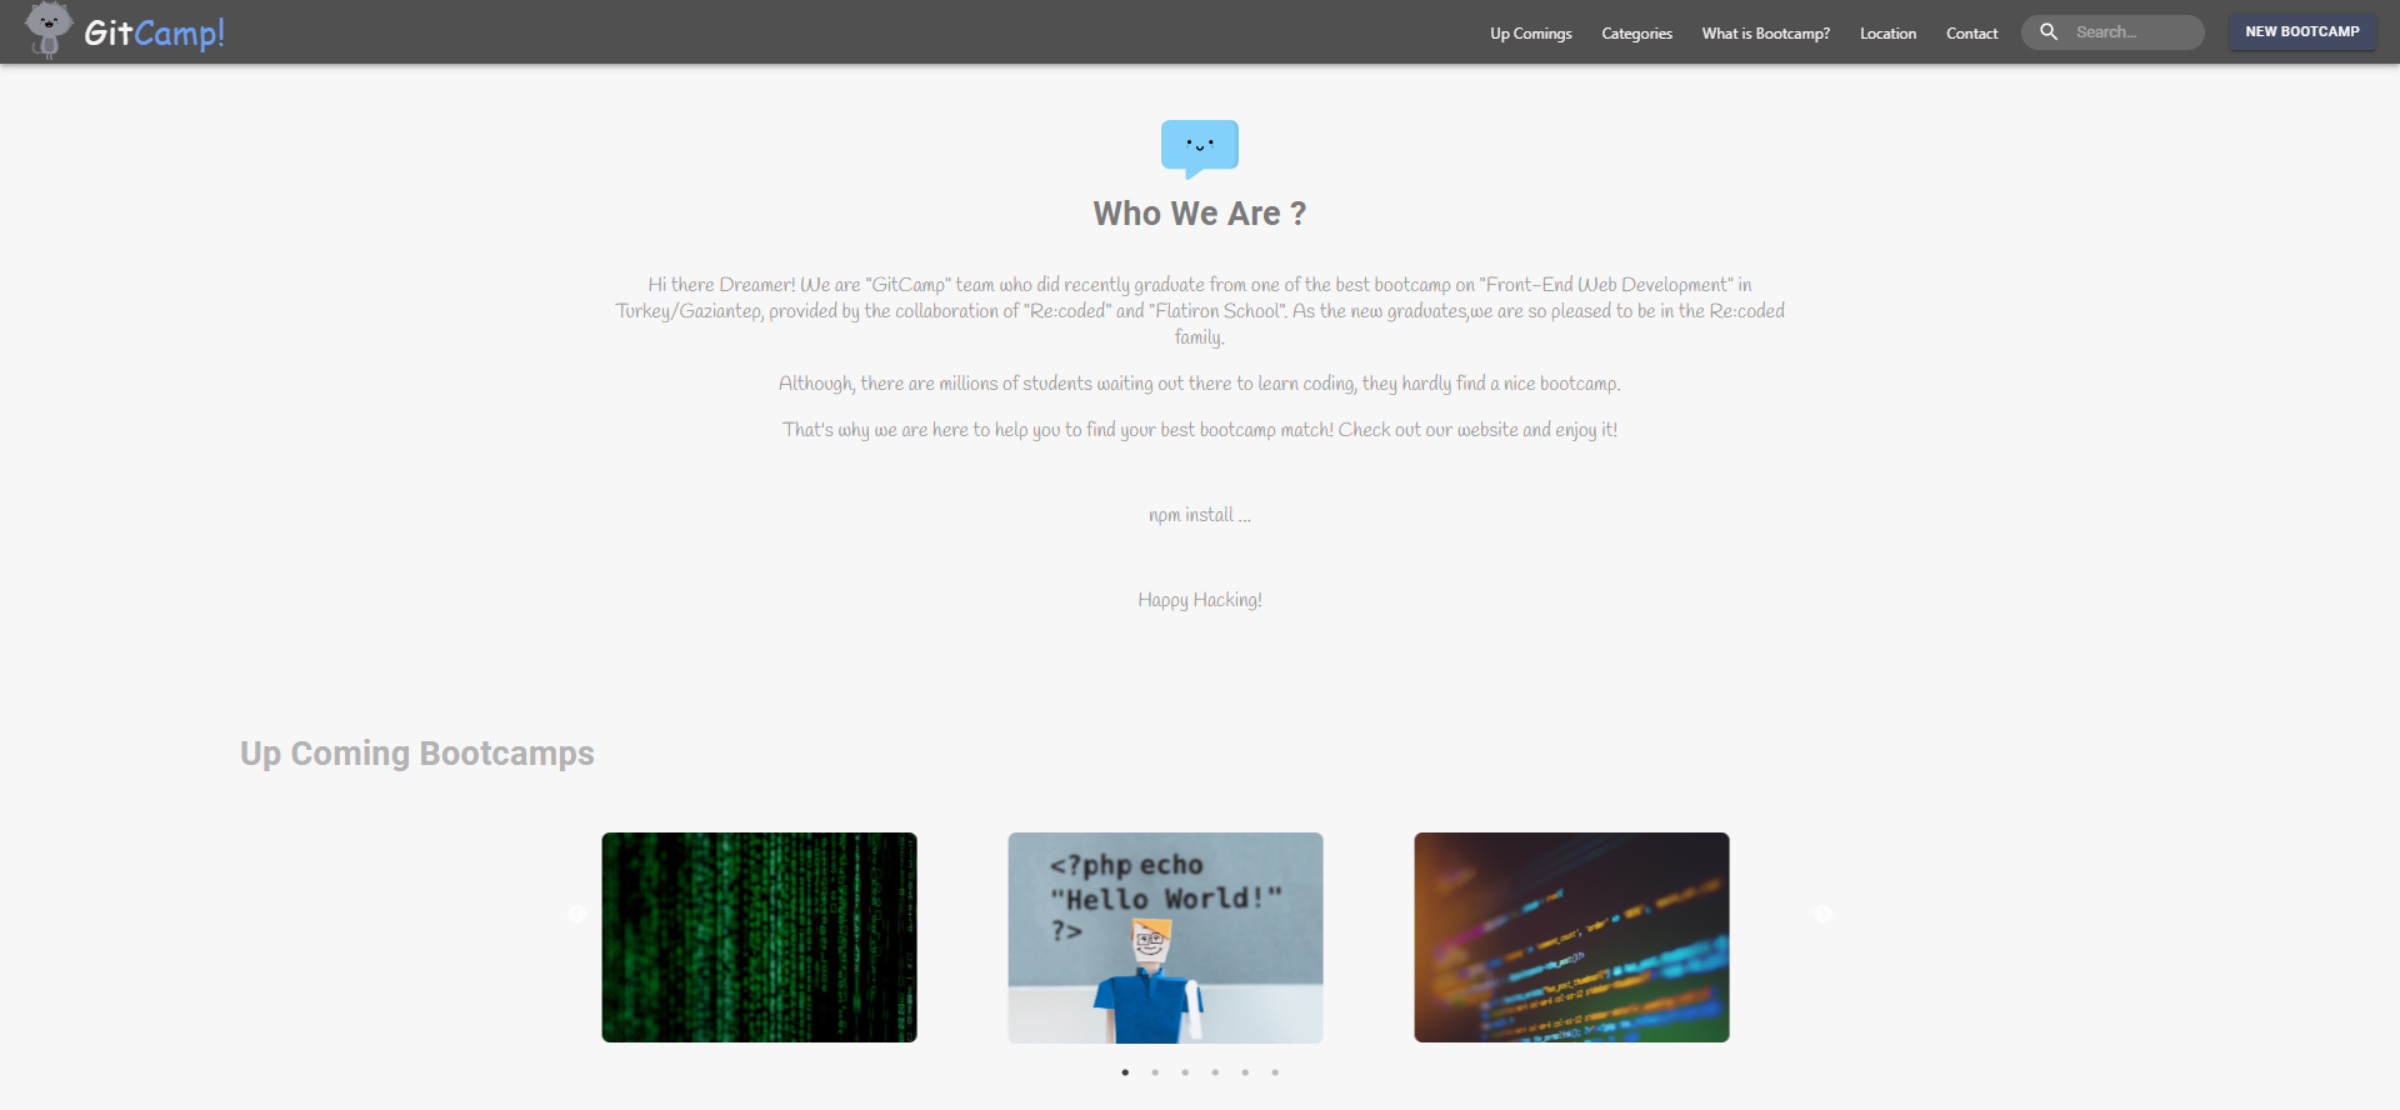 GitCamp!
Up Comings
Categories
What is Bootcamp?
Location
Contact
Search...
NEW BOOTCAMP
Who We Are ?
Hi there Dreamer! We are "GitCamp" team who did recently graduate from one of the best bootcamp on "Front-End Web Development" in
Turkey/Gaziantep, provided by the collaboration of "Re:coded" and "Flatiron School". As the new graduates,we are so pleased to be in the Re:coded
family.
Although, there are millions of students waiting out there to learn coding, they hardly find a nice bootcamp.
That's why we are here to help you to find your best bootcamp match! Check out our website and enjoy it!
npm install ...
Happy Hacking!
Up Coming Bootcamps
<?php echo
"Hello World!"
?>